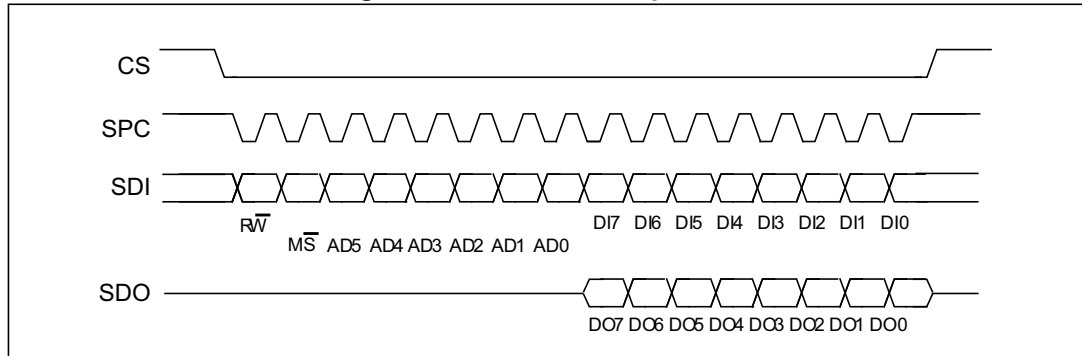 CS
SPC
SDI
RW̅
DI7 DI6 DI5 DI4 DI3 DI2 DI1 DI0
MS̅ AD5 AD4 AD3 AD2 AD1 AD0
SDO
DO7 DO6 DO5 DO4 DO3 DO2 DO1 DO0